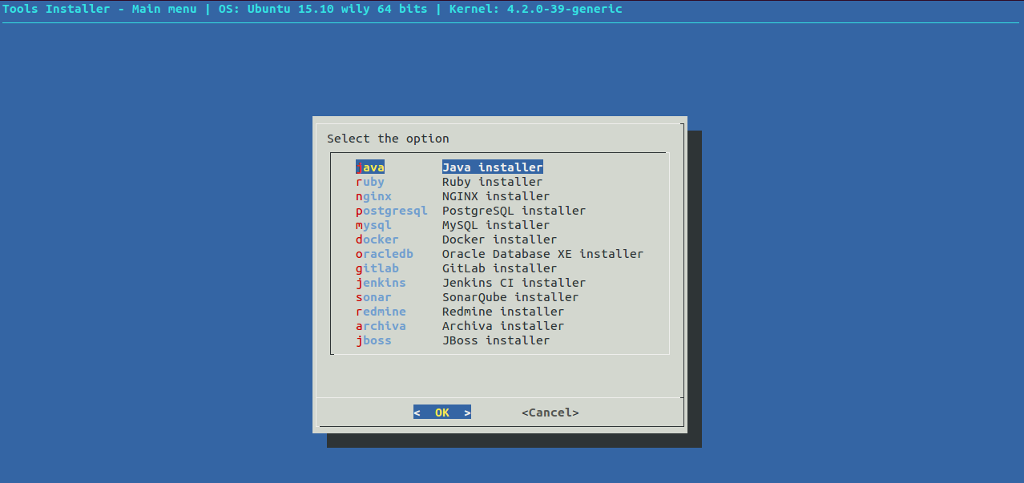 Tools Installer - Main menu | OS: Ubuntu 15.10 wily 64 bits | Kernel: 4.2.0-39-generic
Select the option
java Java installer
ruby Ruby installer
nginx NGINX installer
postgresql PostgreSQL installer
mysql MySQL installer
docker Docker installer
oracledb Oracle Database XE installer
gitlab GitLab installer
jenkins Jenkins CI installer
sonar SonarQube installer
redmine Redmine installer
archiva Archiva installer
jboss JBoss installer
< OK > <Cancel>